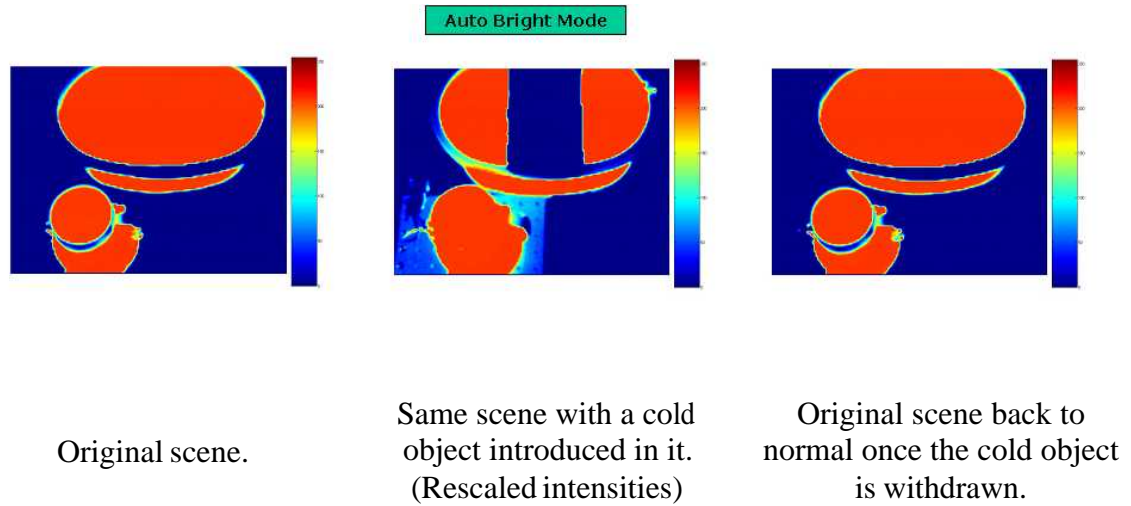 Auto Bright Mode
Original scene.
Same scene with a cold
object introduced in it.
(Rescaled intensities)
Original scene back to
normal once the cold object
is withdrawn.